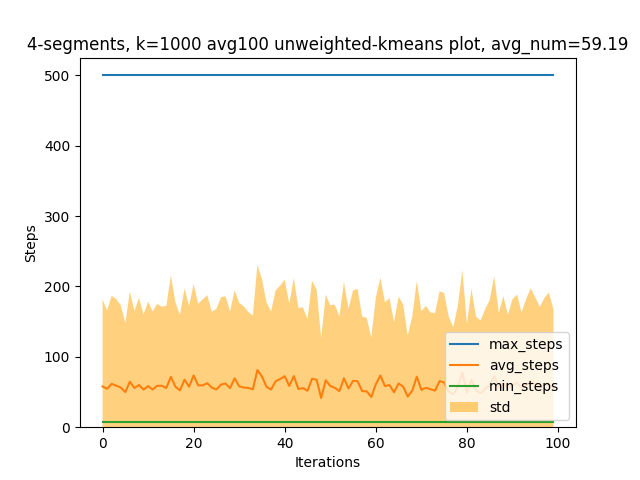 4-segments, k=1000 avg100 unweighted-kmeans plot, avg_num=59.19
500
400
300
200
100
0
Steps
max_steps
avg_steps
min_steps
std
0 20 40 60 80 100
Iterations